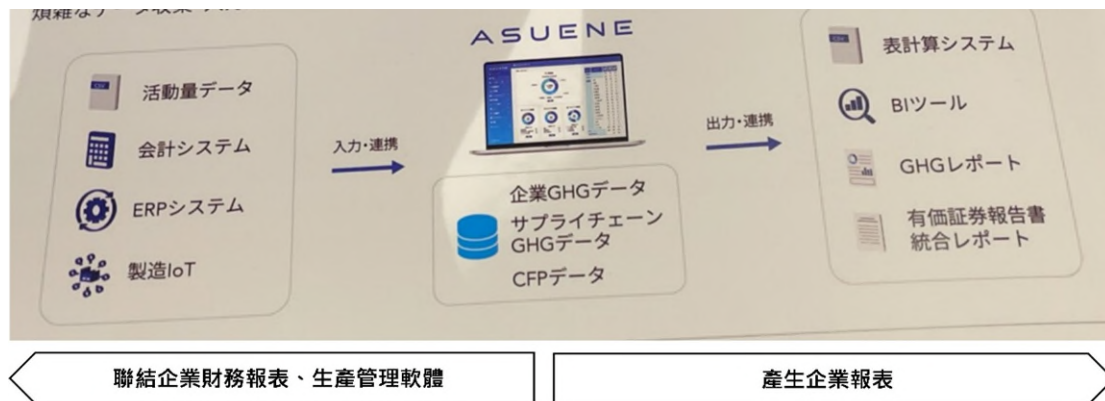 ASUENE
活動量データ
会計システム
ERPシステム
製造IoT
入力・連携
企業GHGデータ
サプライチェーン
GHGデータ
CFPデータ
出力・連携
表計算システム
BIツール
GHGレポート
有価証券報告書
統合レポート
聯結企業財務報表、生產管理軟體
產生企業報表